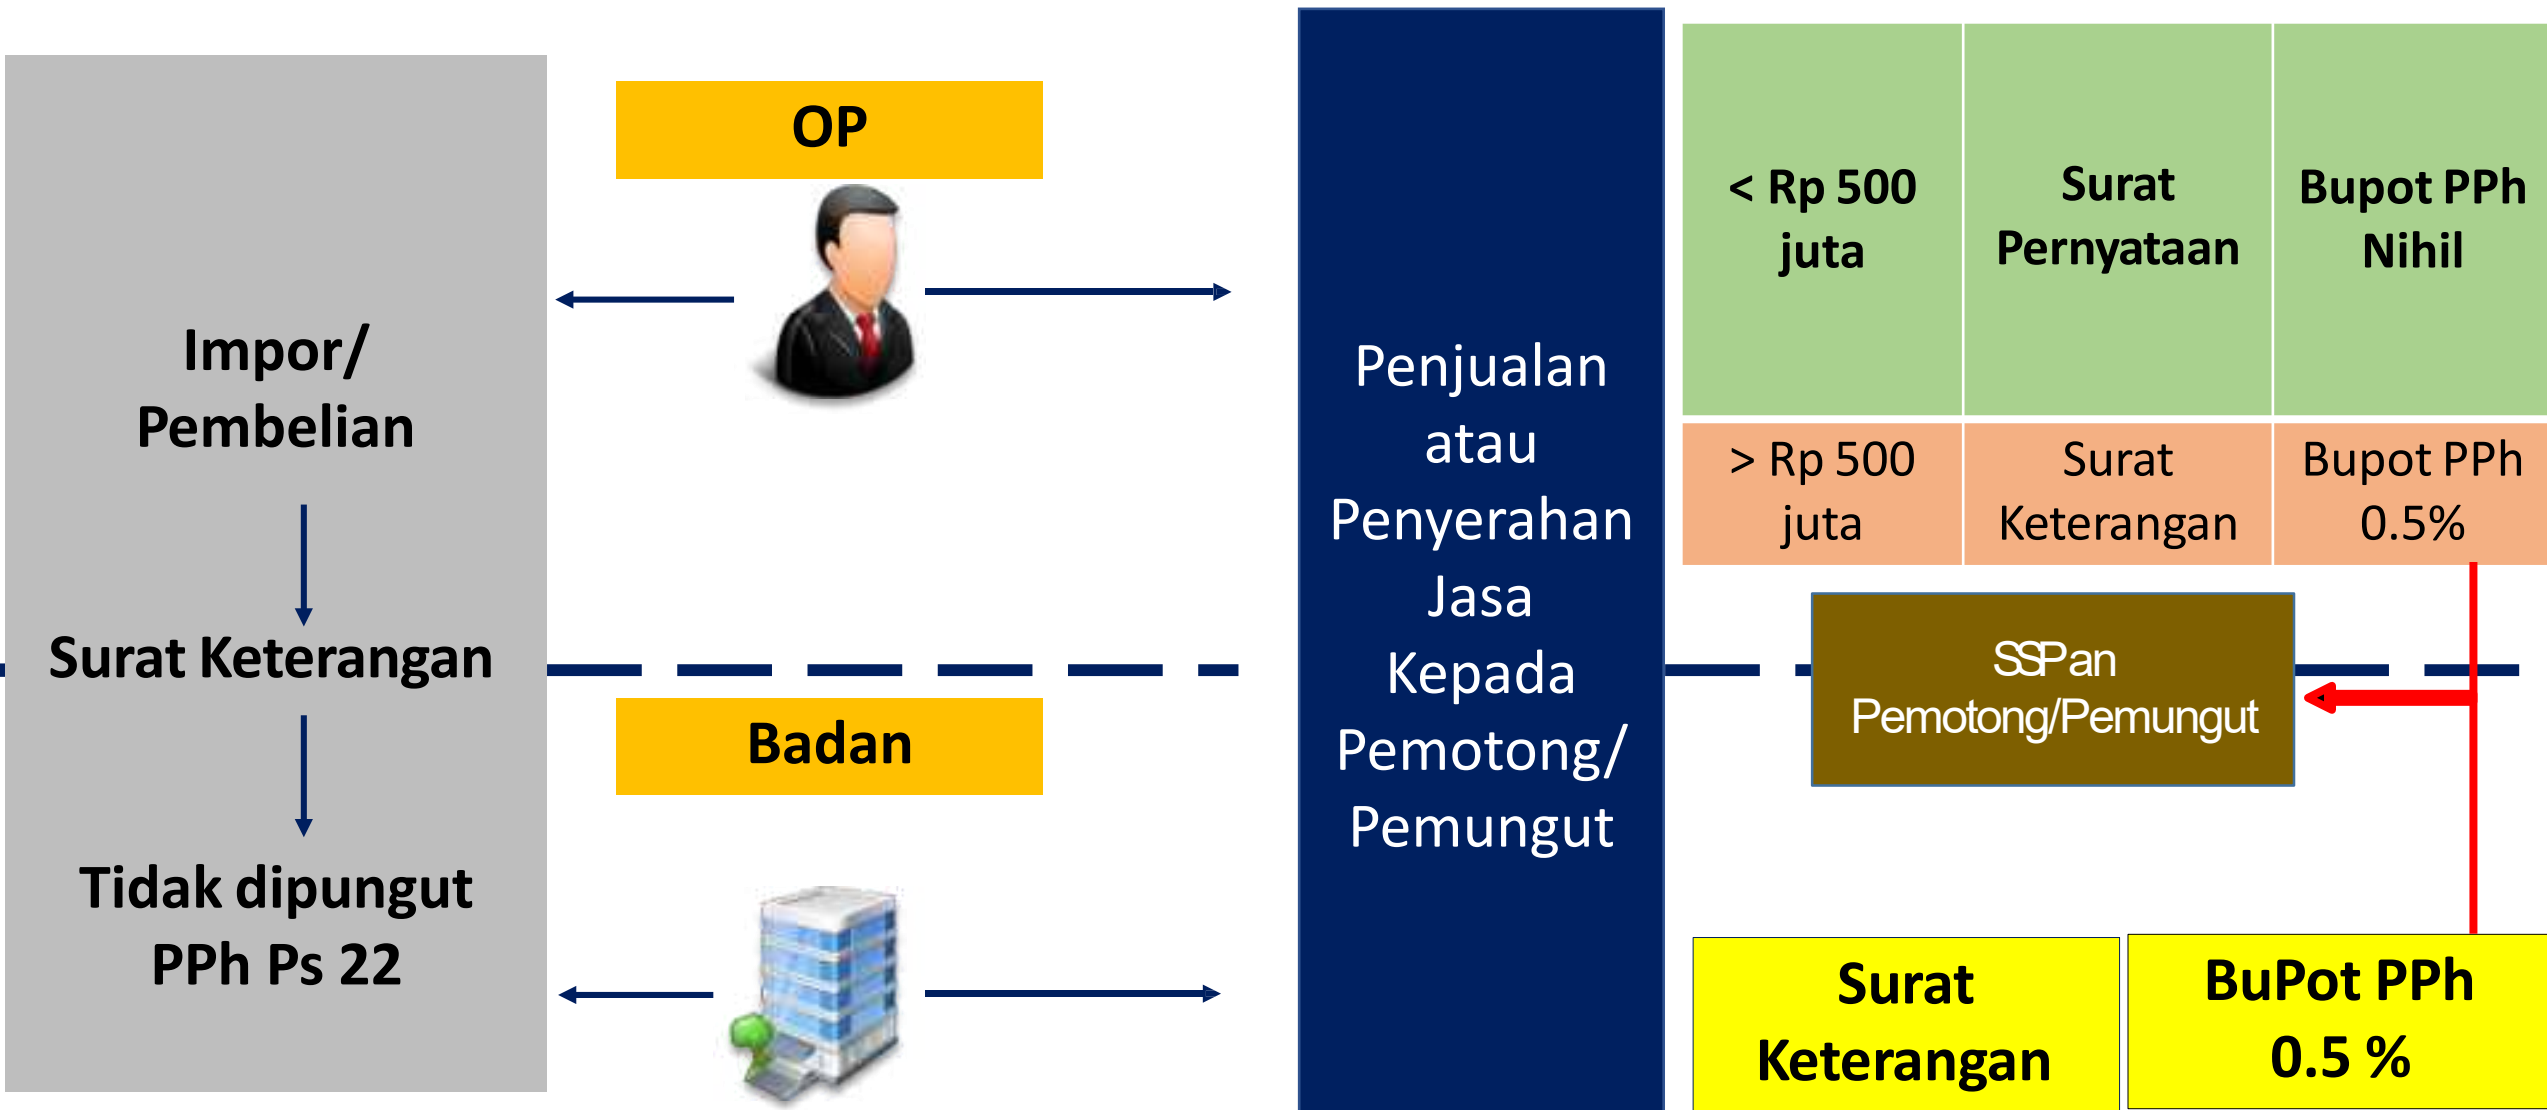 Impor/
Pembelian
Surat Keterangan
Tidak dipungut
PPh Ps 22
OP
Badan
Penjualan
atau
Penyerahan
Jasa
Kepada
Pemotong/
Pemungut
< Rp 500
juta
Surat
Pernyataan
Bupot PPh
Nihil
> Rp 500
juta
Surat
Keterangan
Bupot PPh
0.5%
SSPan
Pemotong/Pemungut
Surat
Keterangan
BuPot PPh
0.5 %